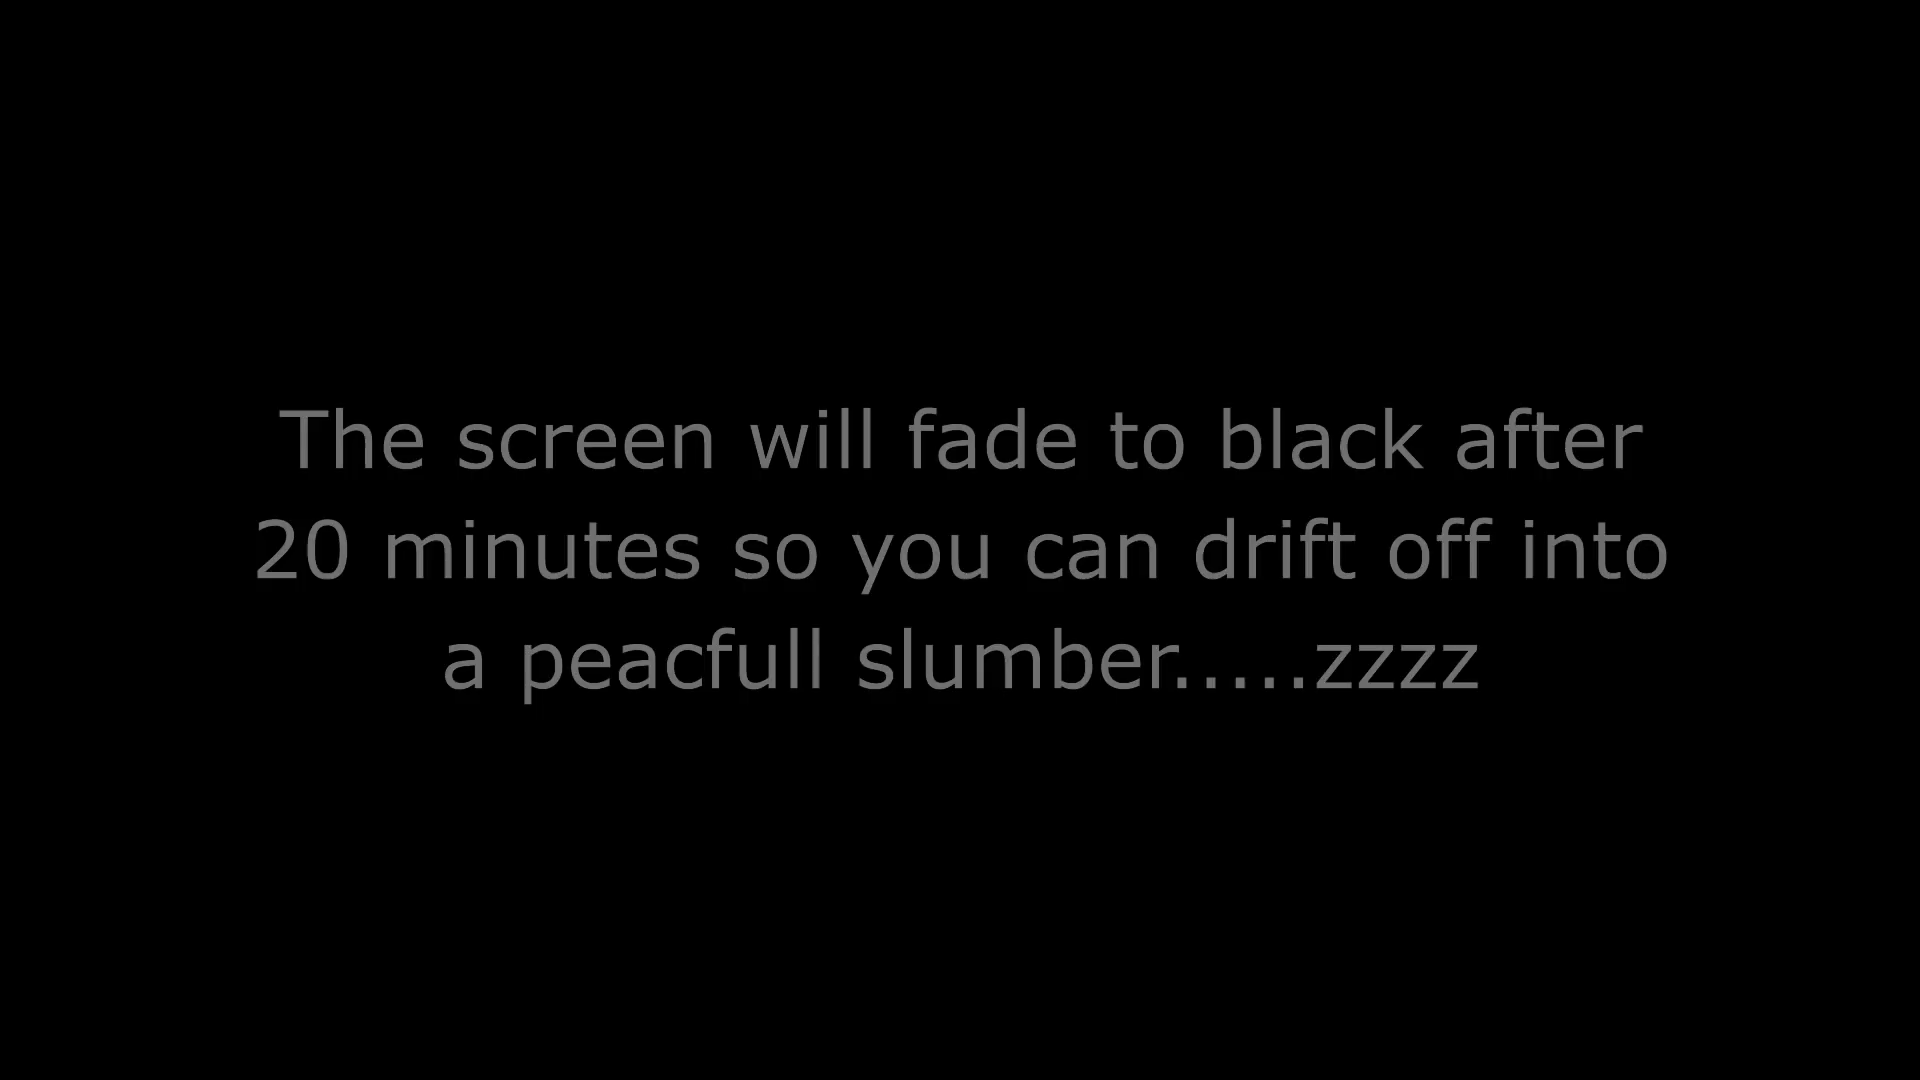 The screen will fade to black after
20 minutes so you can drift off into
a peacfull slumber.....zzzz